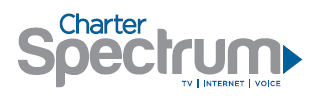 Charter
Spectrum
TV | INTERNET | VOICE